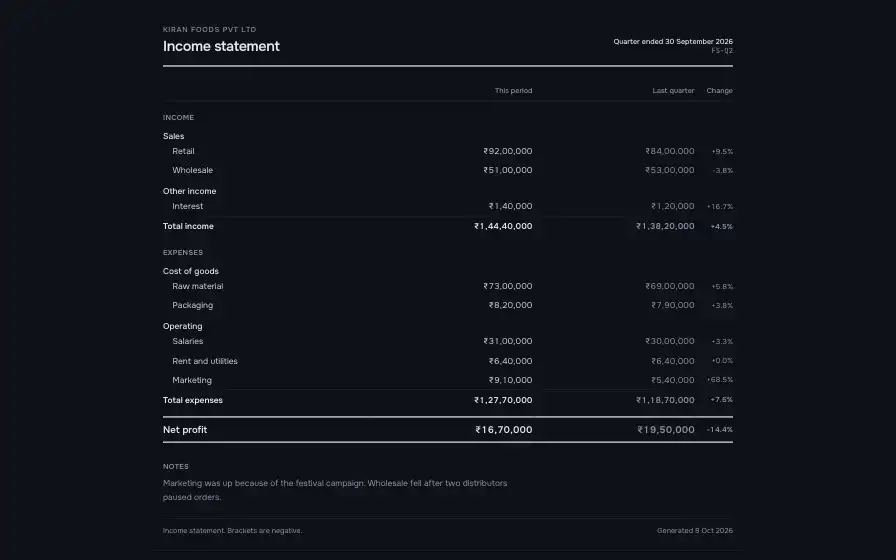 KIRAN FOODS PVT LTD
Income statement
Quarter ended 30 September 2026
FS-Q2
This period Last quarter Change
INCOME
Sales
Retail ₹92,00,000 ₹84,00,000 +9.5%
Wholesale ₹51,00,000 ₹53,00,000 -3.8%
Other income
Interest ₹1,40,000 ₹1,20,000 +16.7%
Total income ₹1,44,40,000 ₹1,38,20,000 +4.5%
EXPENSES
Cost of goods
Raw material ₹73,00,000 ₹69,00,000 +5.8%
Packaging ₹8,20,000 ₹7,90,000 +3.8%
Operating
Salaries ₹31,00,000 ₹30,00,000 +3.3%
Rent and utilities ₹6,40,000 ₹6,40,000 +0.0%
Marketing ₹9,10,000 ₹5,40,000 +68.5%
Total expenses ₹1,27,70,000 ₹1,18,70,000 +7.6%
Net profit ₹16,70,000 ₹19,50,000 -14.4%
NOTES
Marketing was up because of the festival campaign. Wholesale fell after two distributors
paused orders.
Income statement. Brackets are negative. Generated 8 Oct 2026